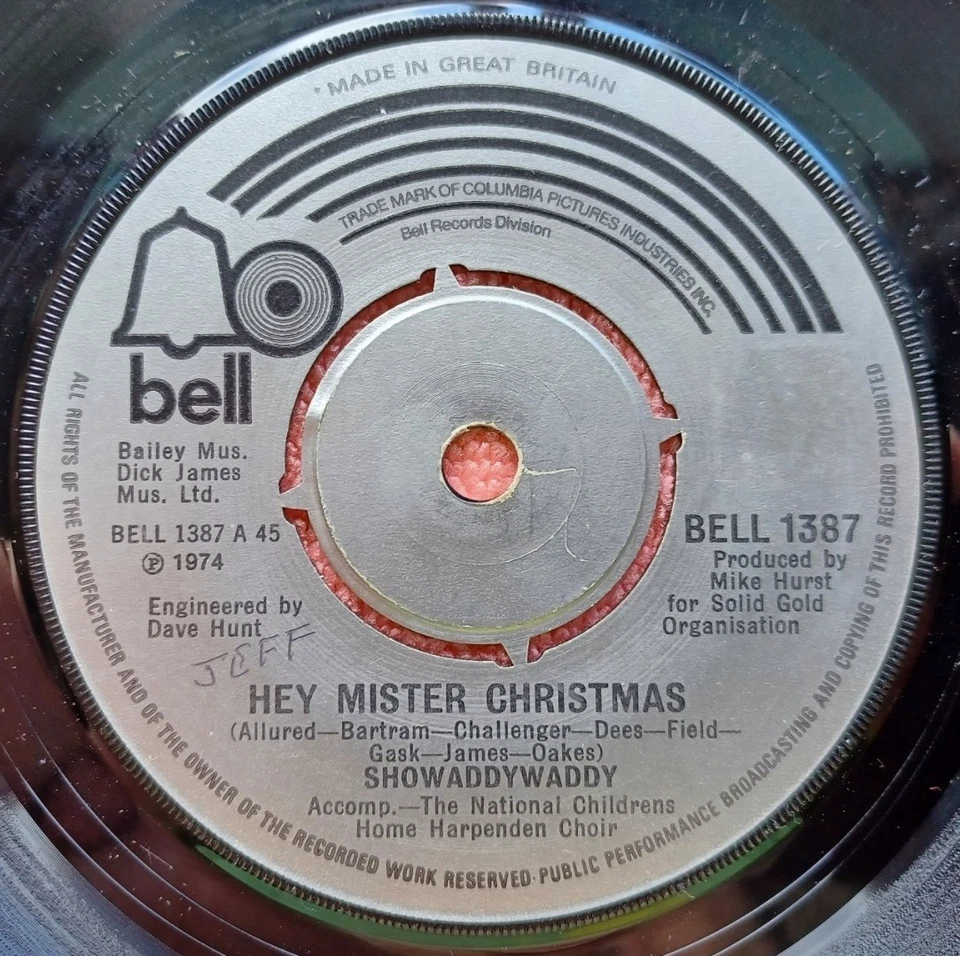 • MADE IN GREAT BRITAIN
TRADE MARK OF COLUMBIA PICTURES INDUSTRIES INC.
Bell Records Division
bell
Bailey Mus.
Dick James
Mus. Ltd.
BELL 1387 A 45
Ⓟ 1974
Engineered by
Dave Hunt
JEFF
BELL 1387
Produced by
Mike Hurst
for Solid Gold
Organisation
HEY MISTER CHRISTMAS
(Allured—Bartram—Challenger—Dees—Field—
Gask—James—Oakes)
SHOWADDYWADDY
Accomp.—The National Childrens
Home Harpenden Choir
ALL RIGHTS OF THE MANUFACTURER AND OF THE OWNER OF THE RECORDED WORK RESERVED·PUBLIC PERFORMANCE BROADCASTING AND COPYING OF THIS RECORD PROHIBITED